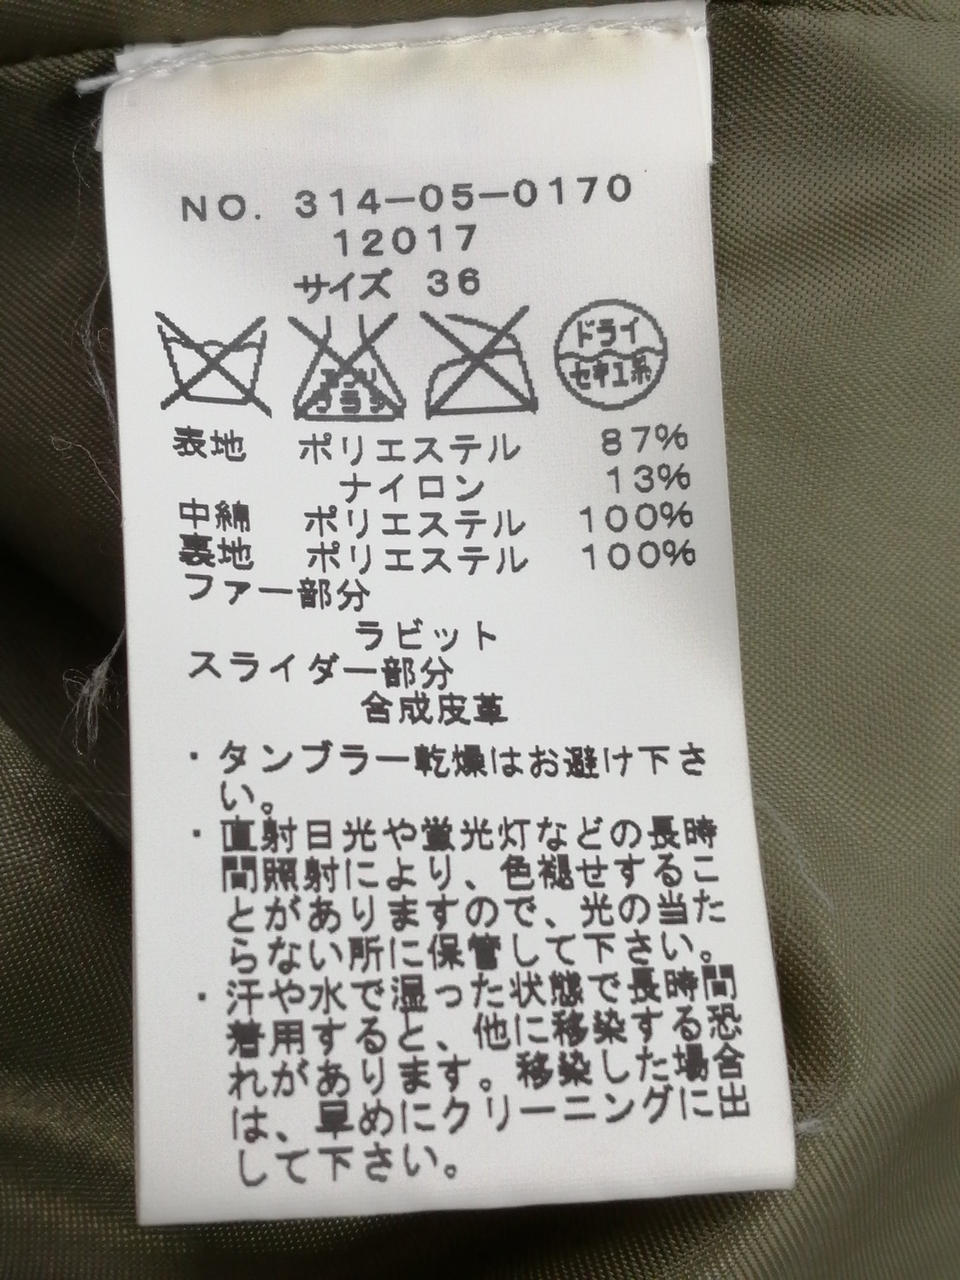 NO. 314-05-0170
12017
サイズ 36
ドライ
セキユ系
表地 ポリエステル 87%
ナイロン 13%
中綿 ポリエステル 100%
裏地 ポリエステル 100%
ファー部分
ラビット
スライダー部分
合成皮革
・タンブラー乾燥はお避け下さ
い。
・直射日光や蛍光灯などの長時
間照射により、色褪せするこ
とがありますので、光の当た
らない所に保管して下さい。
・汗や水で湿った状態で長時間
着用すると、他に移染する恐
れがあります。移染した場合
は、早めにクリーニングに出
して下さい。